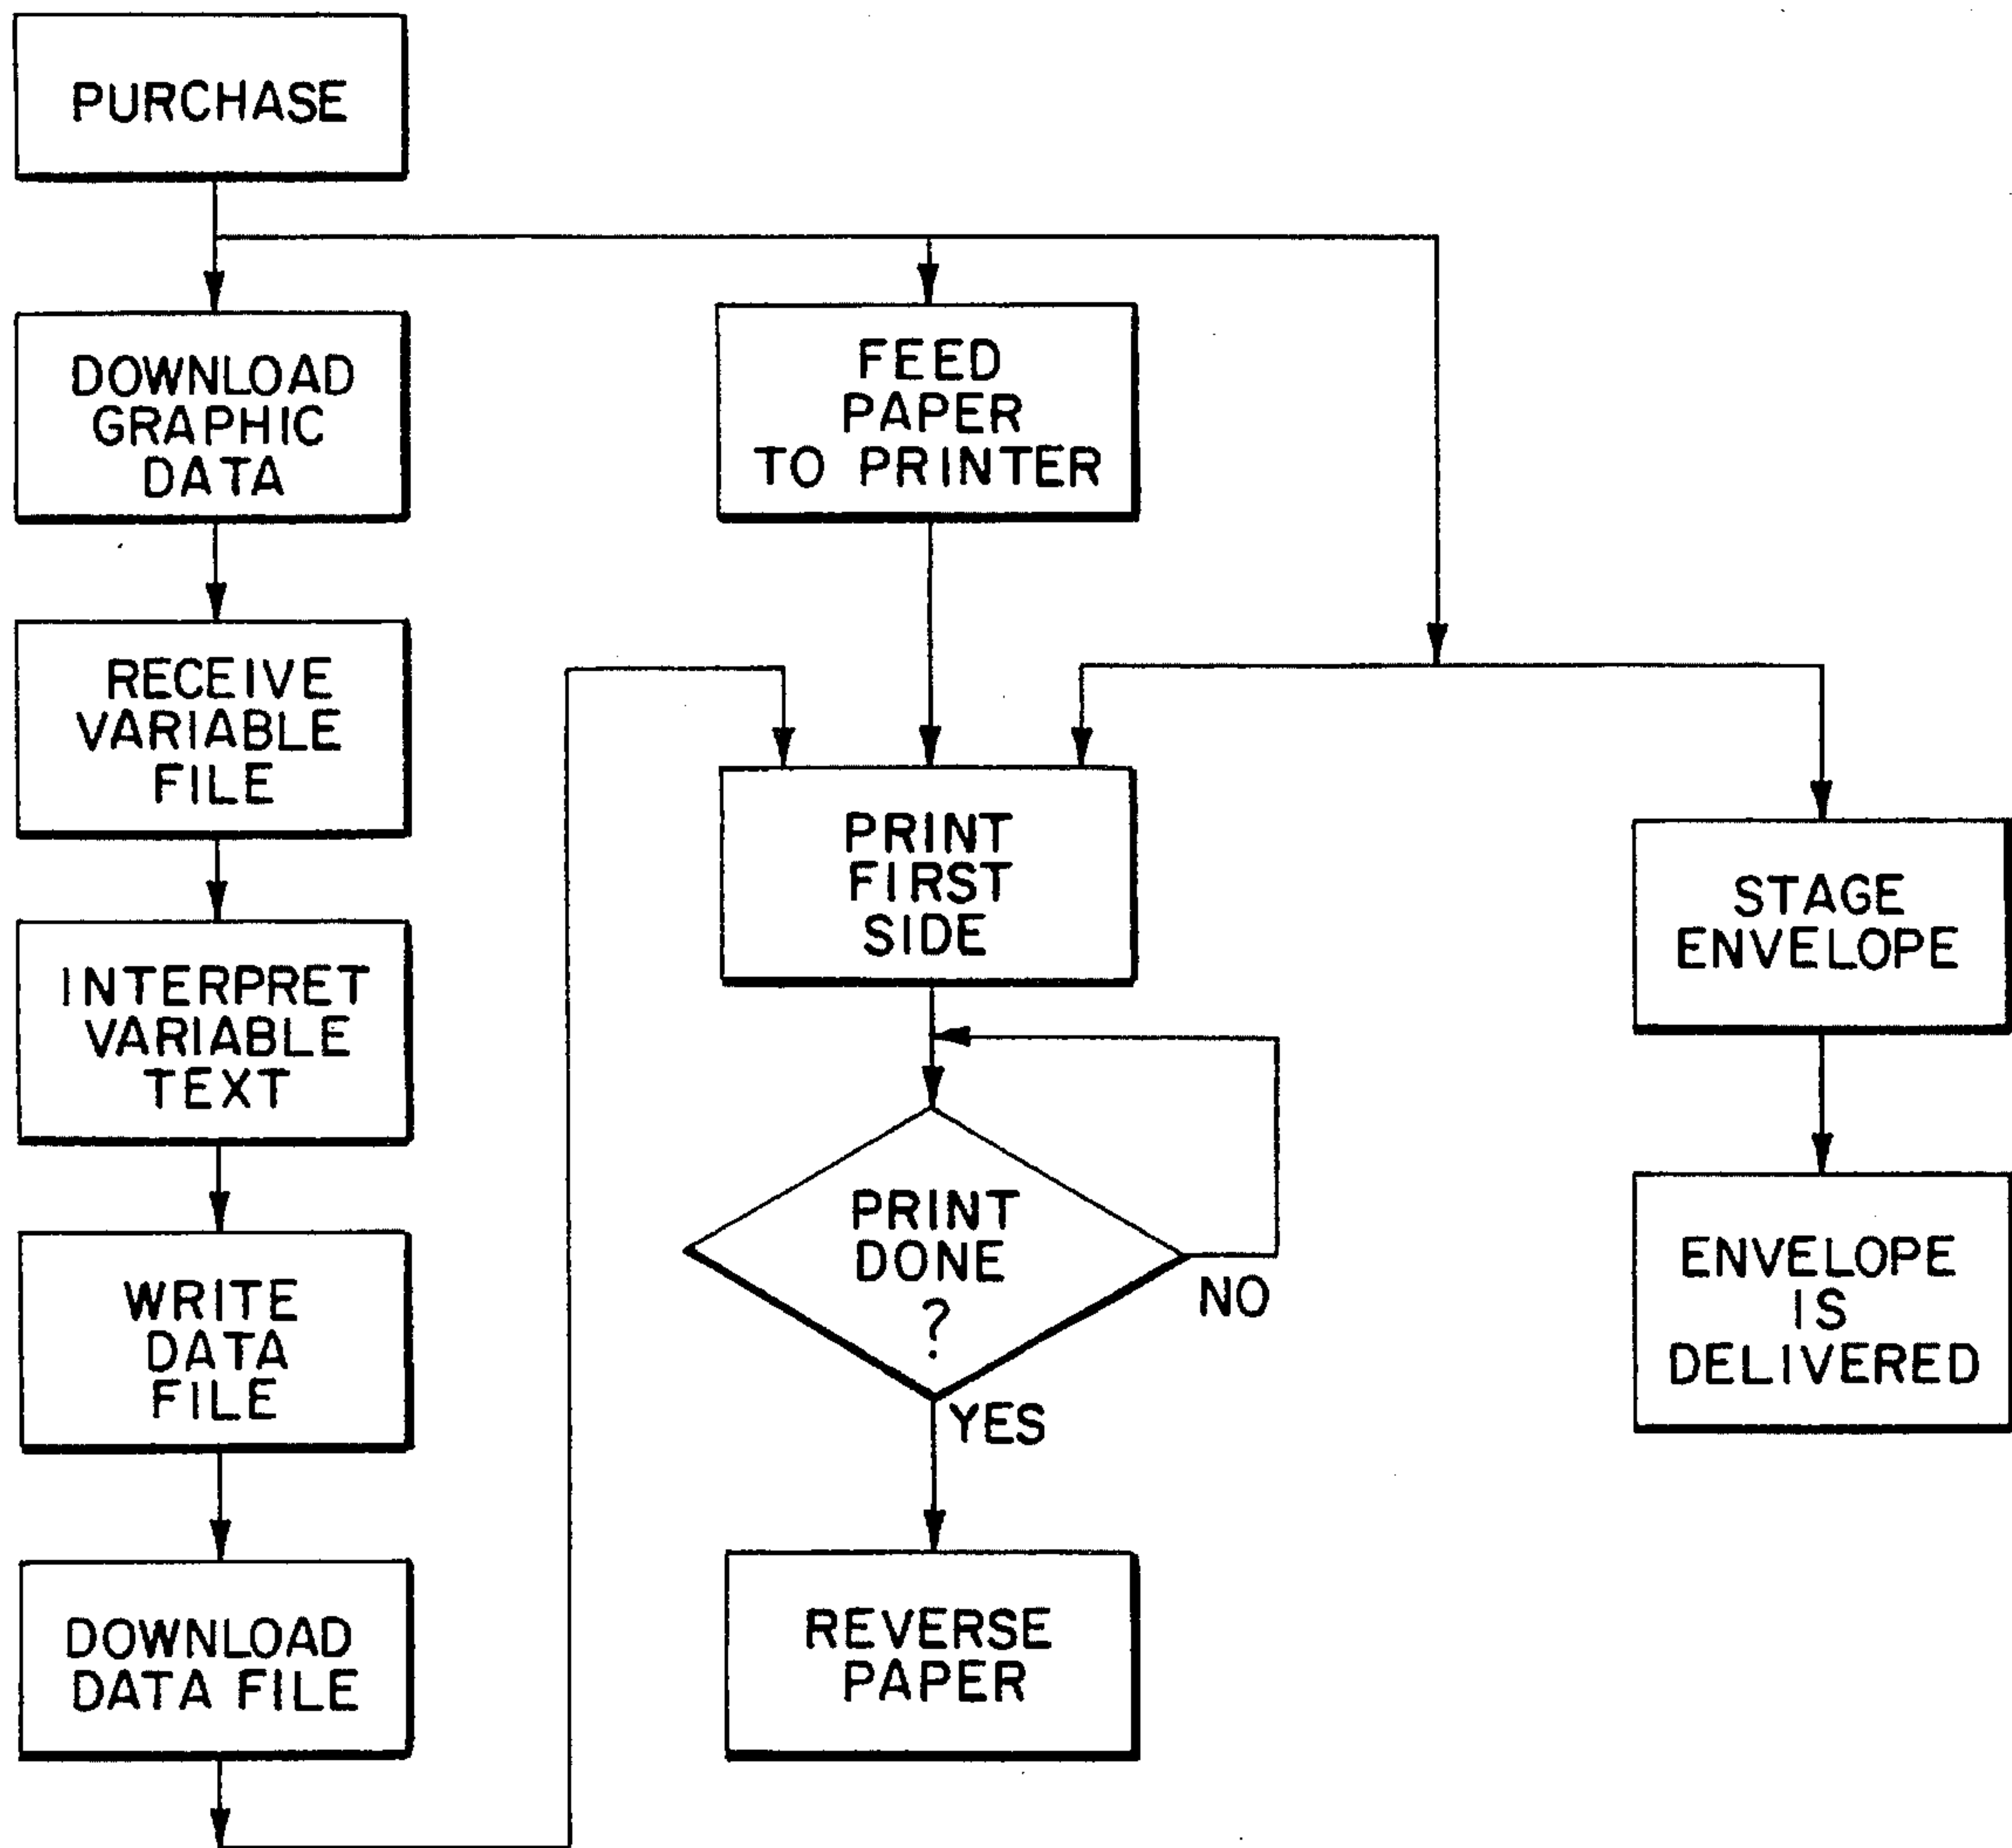 PURCHASE
DOWNLOAD
GRAPHIC
DATA
RECEIVE
VARIABLE
FILE
INTERPRET
VARIABLE
TEXT
WRITE
DATA
FILE
DOWNLOAD
DATA FILE
FEED
PAPER
TO PRINTER
PRINT
FIRST
SIDE
PRINT
DONE
?
NO
YES
REVERSE
PAPER
STAGE
ENVELOPE
ENVELOPE
IS
DELIVERED